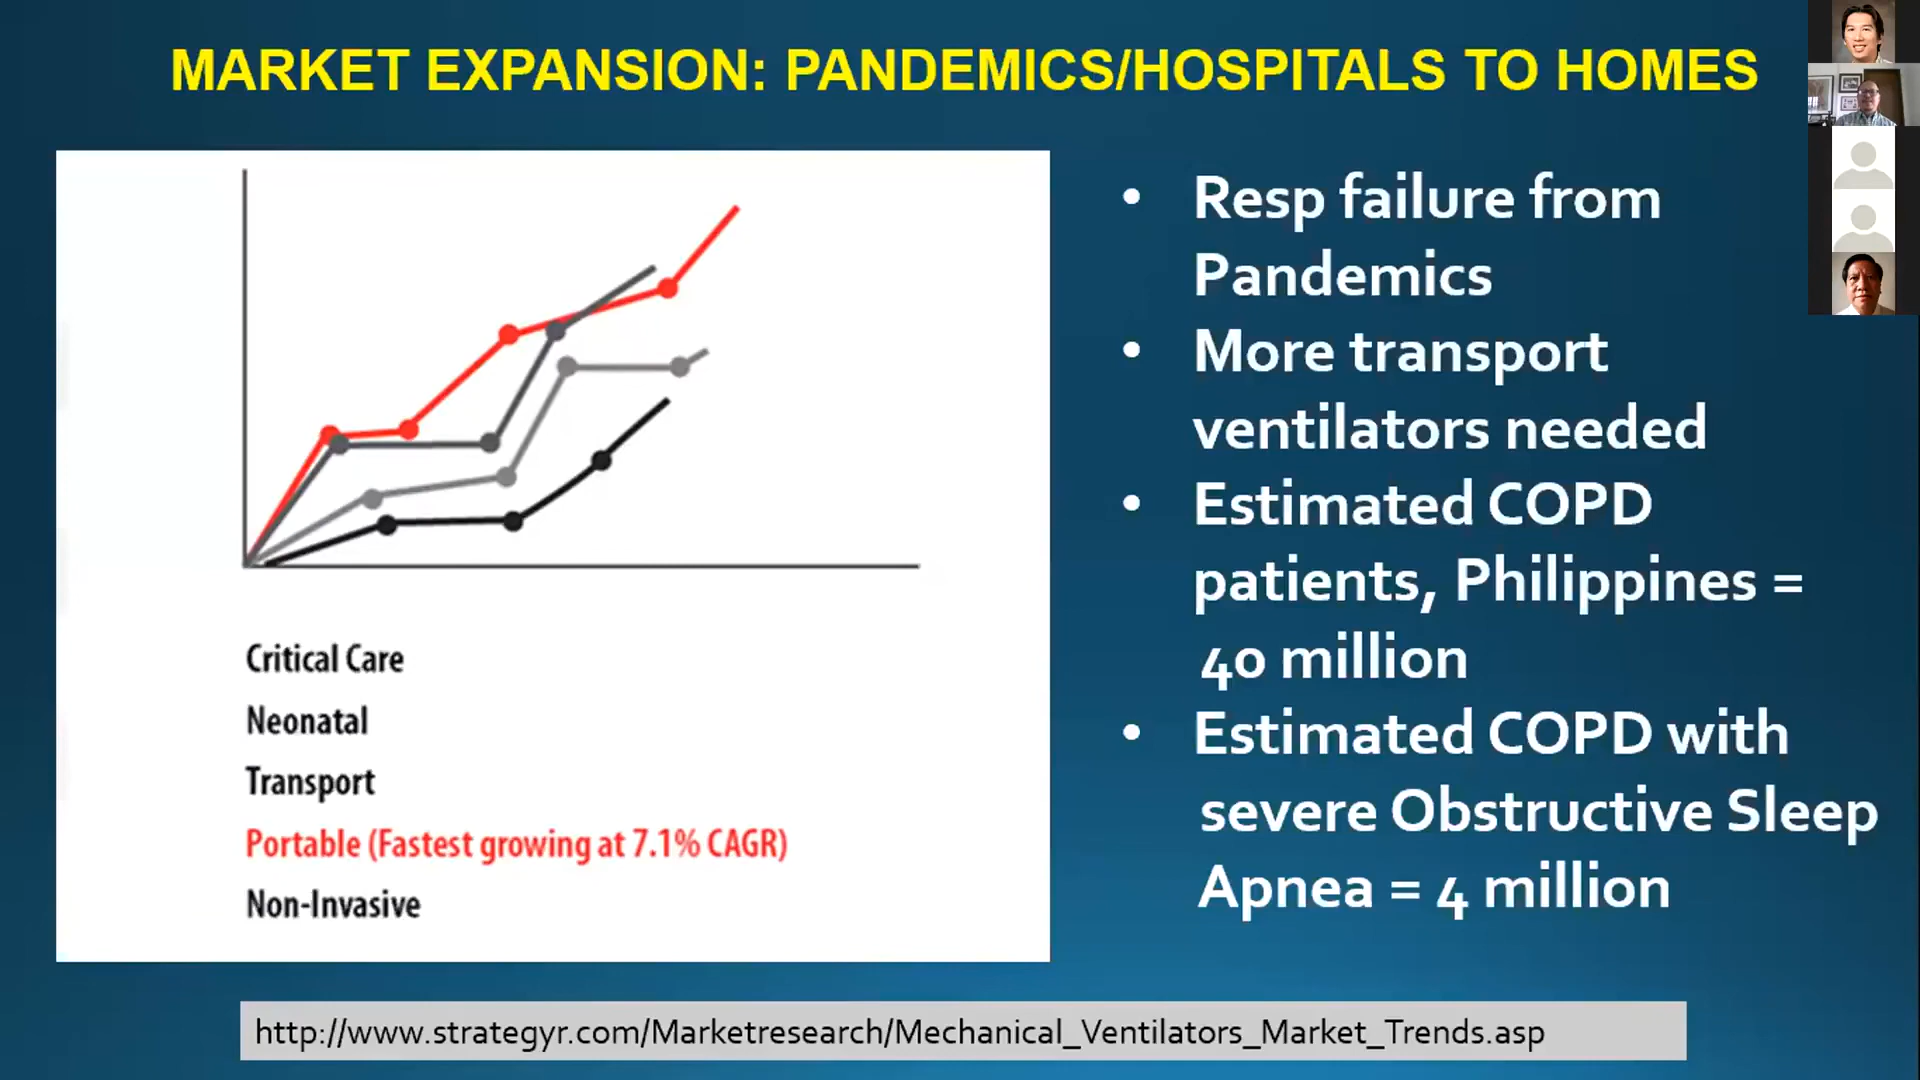 MARKET EXPANSION: PANDEMICS/HOSPITALS TO HOMES
Critical Care
Neonatal
Transport
Portable (Fastest growing at 7.1% CAGR)
Non-Invasive
• Resp failure from
Pandemics
• More transport
ventilators needed
• Estimated COPD
patients, Philippines =
40 million
• Estimated COPD with
severe Obstructive Sleep
Apnea = 4 million
http://www.strategyr.com/Marketresearch/Mechanical_Ventilators_Market_Trends.asp